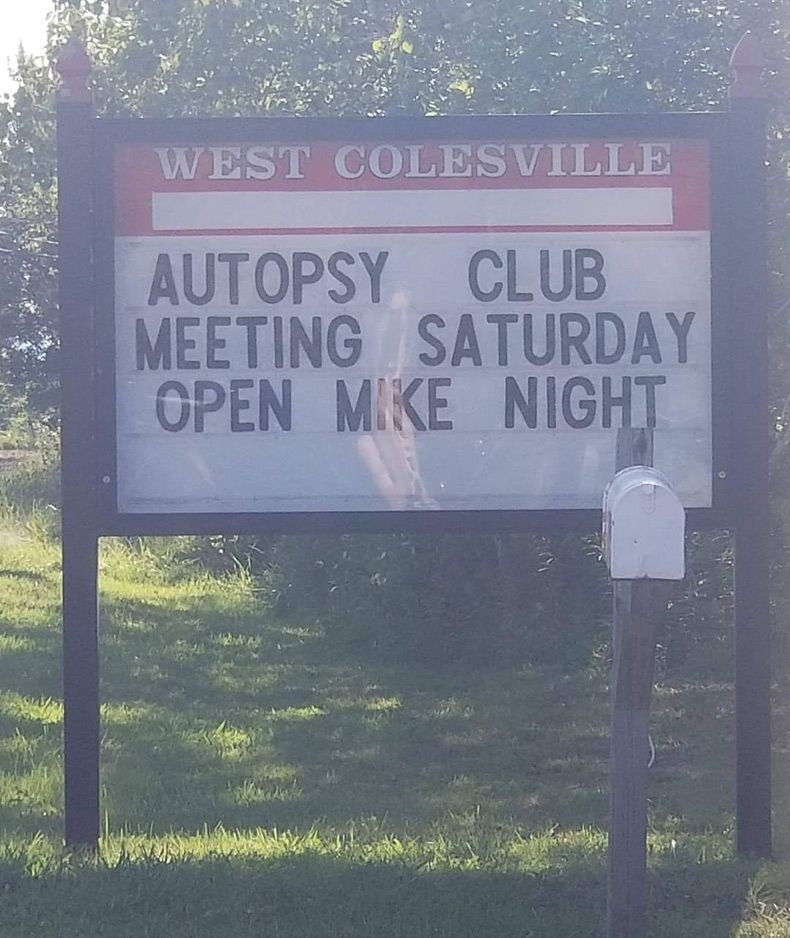 WEST COLESVILLE
AUTOPSY CLUB
MEETING SATURDAY
OPEN MIKE NIGHT